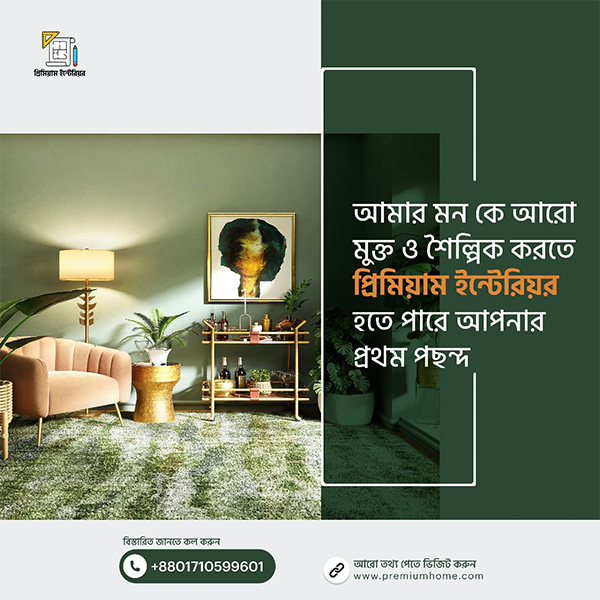 প্রিমিয়াম ইন্টেরিয়র
আমার মন কে আরো
মুক্ত ও শৈল্পিক করতে
প্রিমিয়াম ইন্টেরিয়র
হতে পারে আপনার
প্রথম পছন্দ
বিস্তারিত জানতে কল করুন
+8801710599601
আরো তথ্য পেতে ভিজিট করুন
www.premiumhome.com